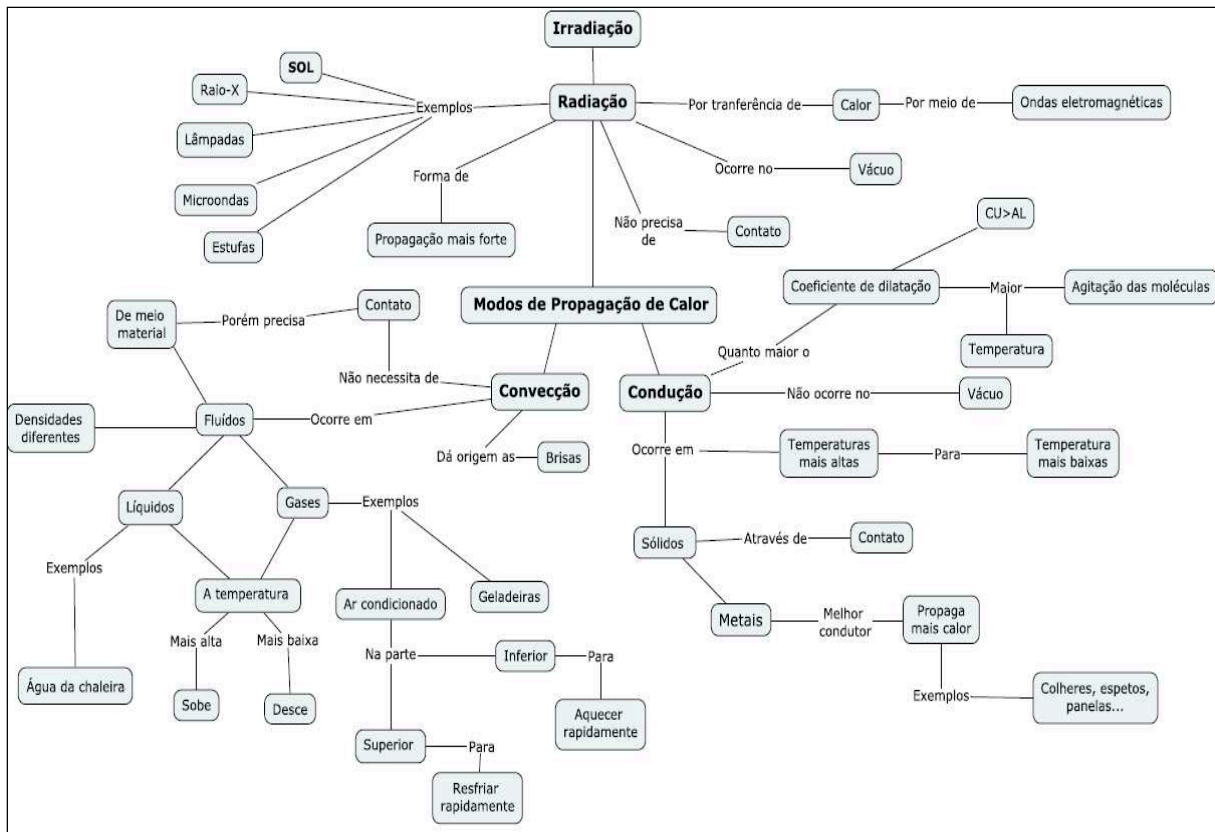 Irradiação
SOL
Raio-X
Exemplos
Radiação
Por tranferência de
Calor
Por meio de
Ondas eletromagnéticas
Lâmpadas
Microondas
Estufas
Forma de
Propagação mais forte
Ocorre no
Vácuo
Não precisa
de
Contato
CU>AL
Coeficiente de dilatação
Maior
Agitação das moléculas
Temperatura
Quanto maior o
Modos de Propagação de Calor
De meio
material
Porém precisa
Contato
Não necessita de
Convecção
Condução
Não ocorre no
Vácuo
Densidades
diferentes
Fluídos
Ocorre em
Dá origem as
Brisas
Ocorre em
Temperaturas
mais altas
Para
Temperatura
mais baixas
Líquidos
Gases
Exemplos
Sólidos
Através de
Contato
Exemplos
A temperatura
Ar condicionado
Geladeiras
Metais
Melhor
condutor
Propaga
mais calor
Mais alta
Mais baixa
Na parte
Inferior
Para
Água da chaleira
Sobe
Desce
Aquecer
rapidamente
Exemplos
Colheres, espetos,
panelas...
Superior
Para
Resfriar
rapidamente